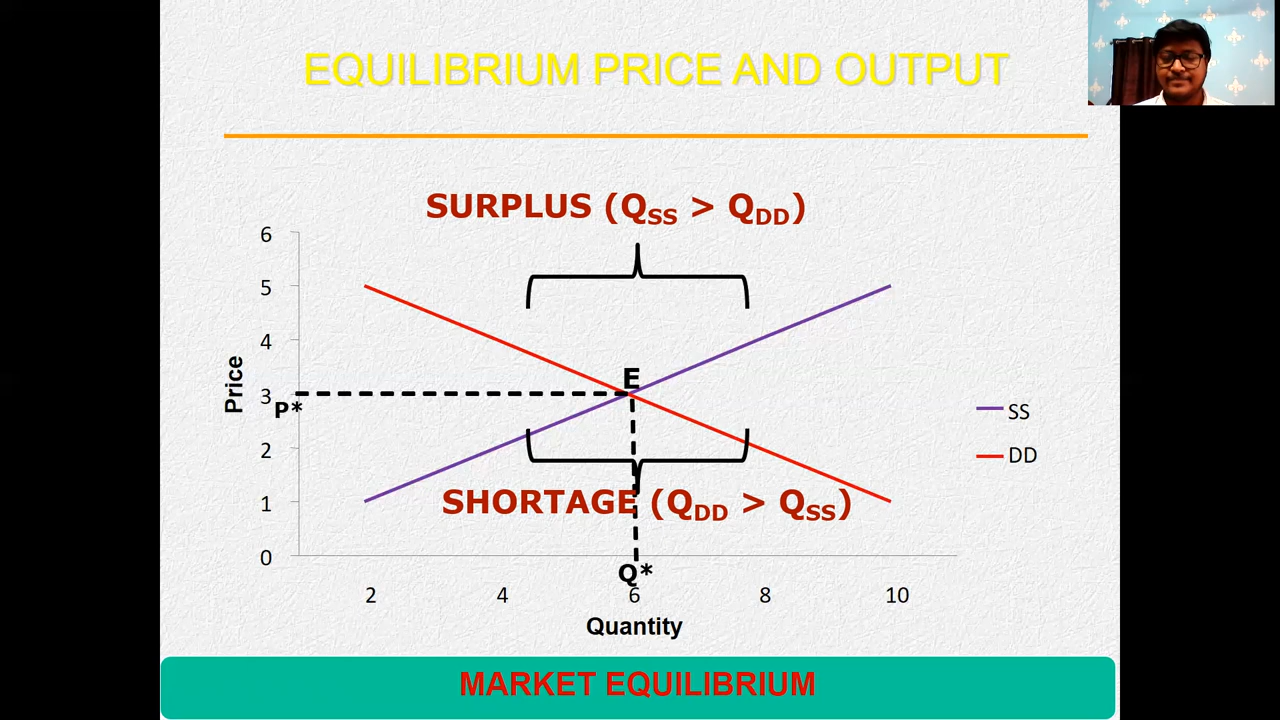 EQUILIBRIUM PRICE AND OUTPUT
SURPLUS (QSS > QDD)
6
5
4
3
2
1
0
Price
P*
E
SS
DD
SHORTAGE (QDD > QSS)
Q*
2 4 6 8 10
Quantity
MARKET EQUILIBRIUM